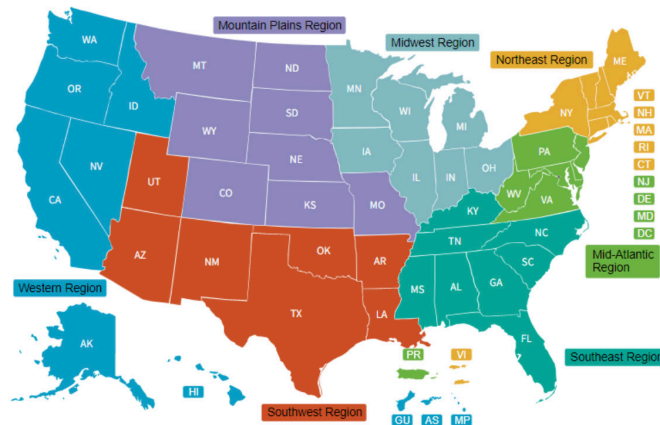 Mountain Plains Region
Midwest Region
Northeast Region
WA
MT
ND
MN
ME
OR
ID
SD
WI
MI
NY
VT
NH
MA
RI
CT
WY
IA
PA
NE
NV
UT
CO
IL
IN
OH
WV
VA
NJ
DE
MD
DC
CA
KS
MO
KY
AZ
NM
OK
AR
TN
NC
SC
Mid-Atlantic
Region
Western Region
TX
LA
MS
AL
GA
FL
Southeast Region
AK
HI
PR
VI
Southwest Region
GU
AS
MP